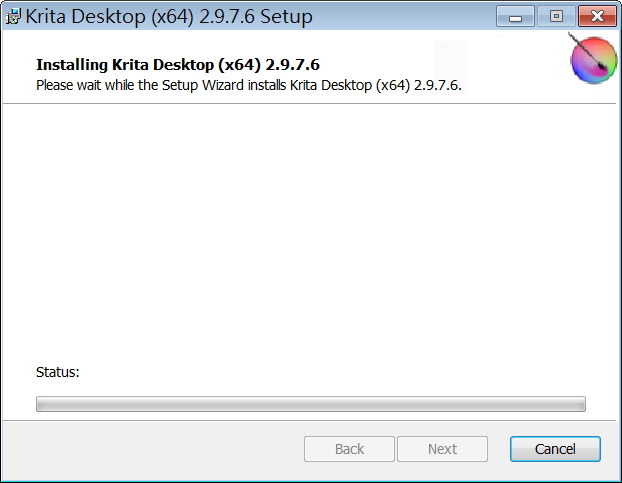 Krita Desktop (x64) 2.9.7.6 Setup
Installing Krita Desktop (x64) 2.9.7.6
Please wait while the Setup Wizard installs Krita Desktop (x64) 2.9.7.6.
Status:
Back Next Cancel